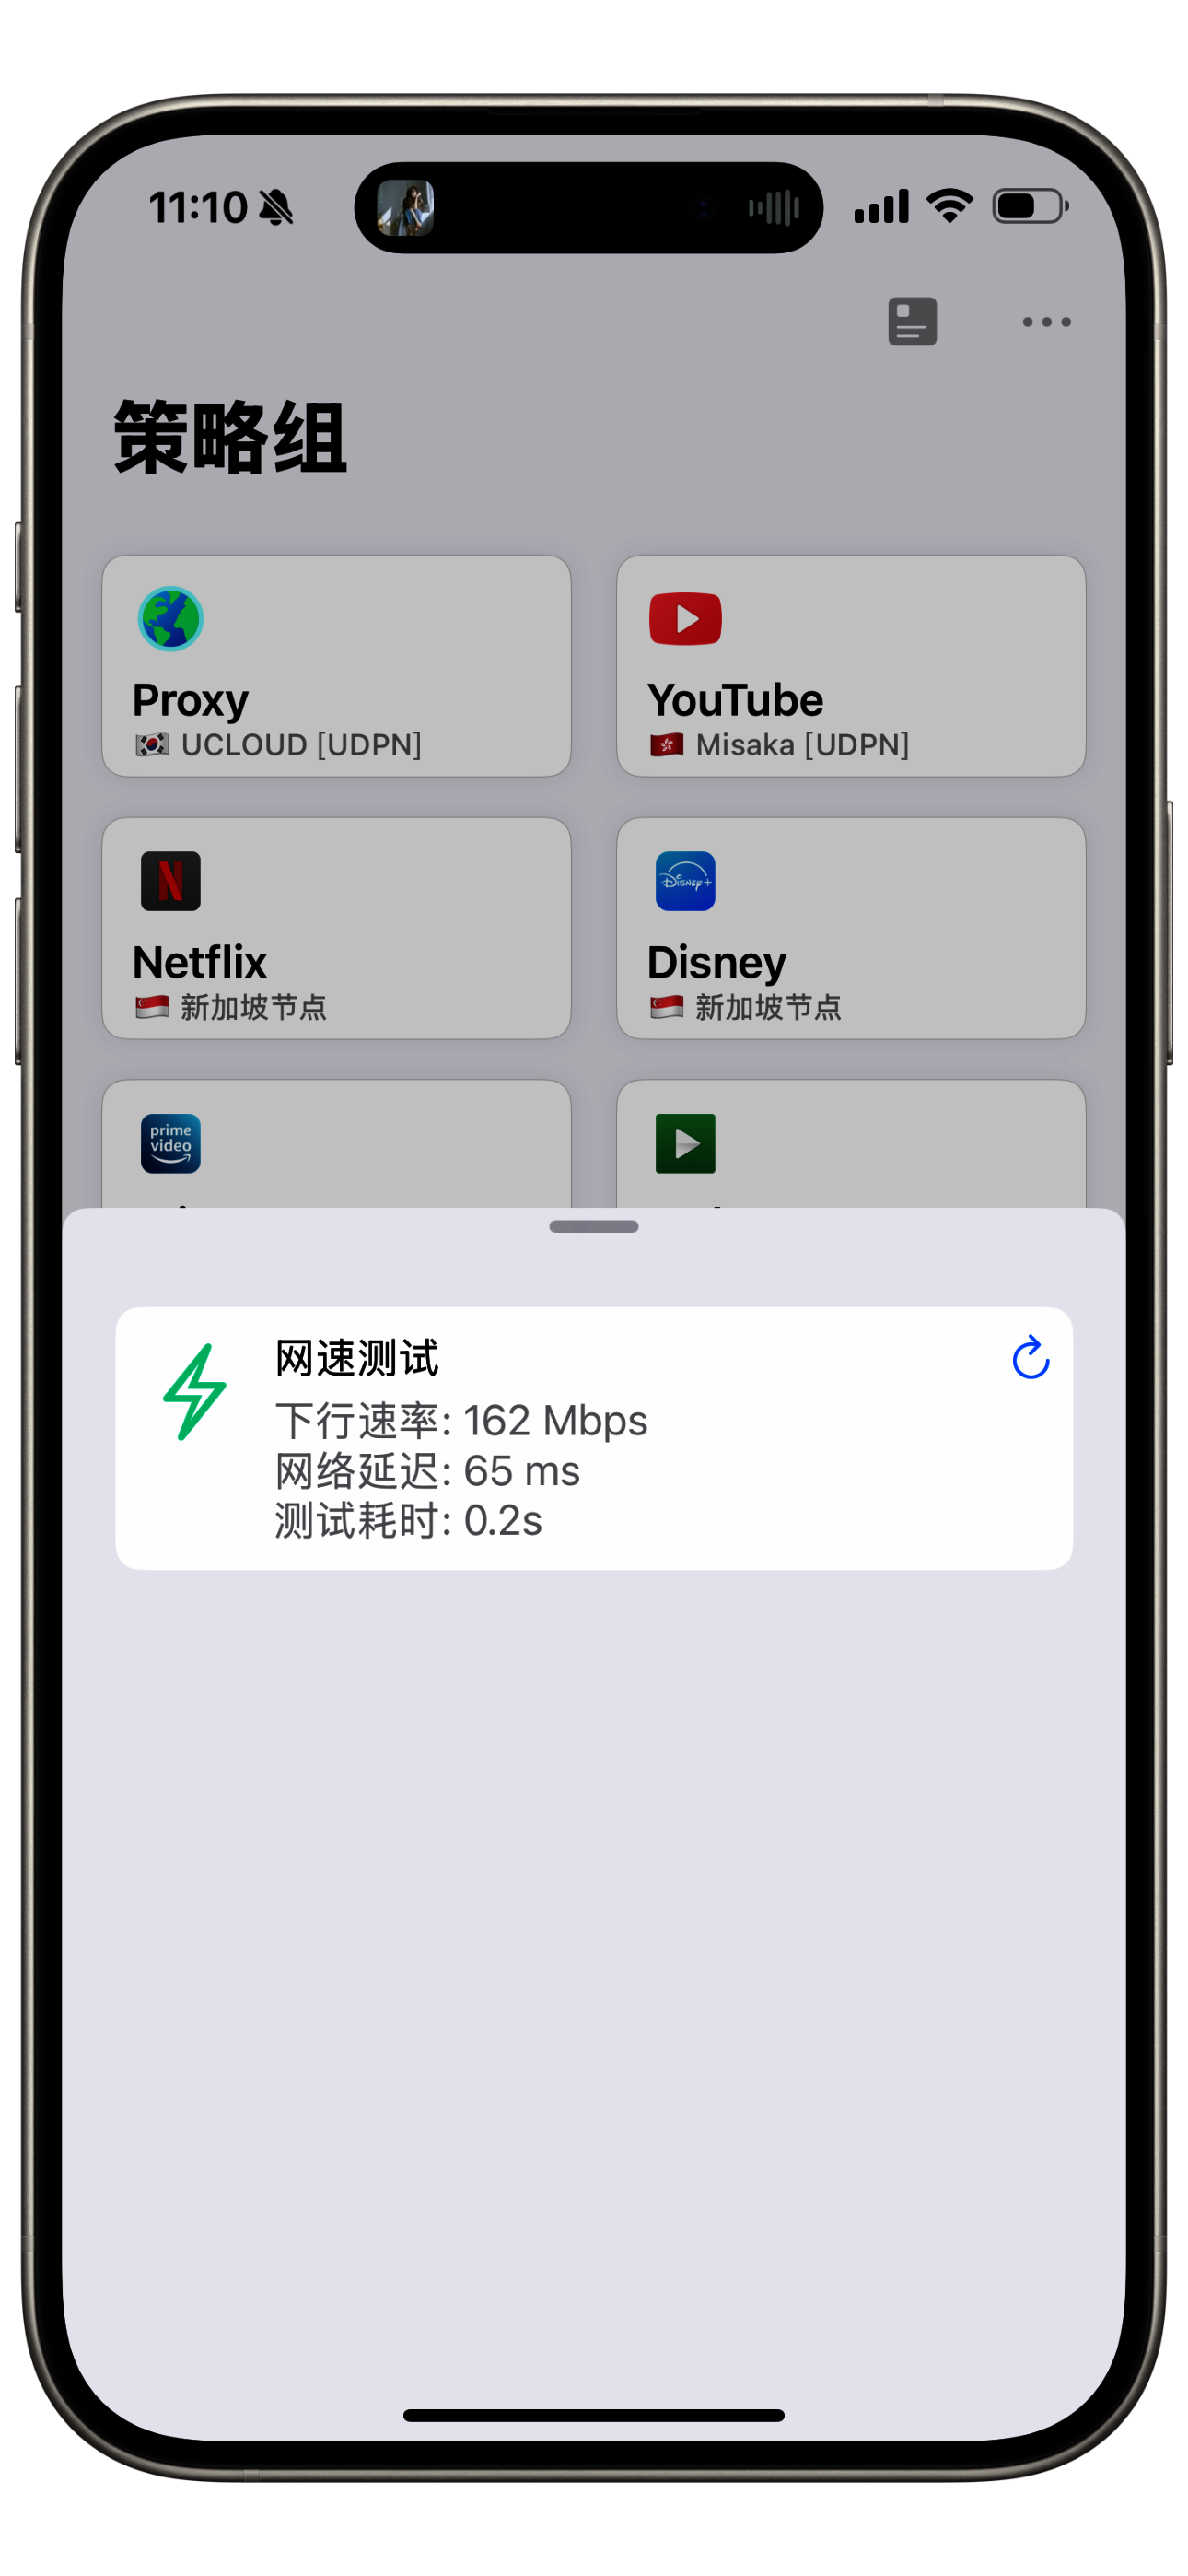 11:10
策略组
Proxy
🇰🇷 UCLOUD [UDPN]
YouTube
🇭🇰 Misaka [UDPN]
N
Netflix
🇸🇬 新加坡节点
Disney+
Disney
🇸🇬 新加坡节点
prime
video
网速测试
下行速率: 162 Mbps
网络延迟: 65 ms
测试耗时: 0.2s